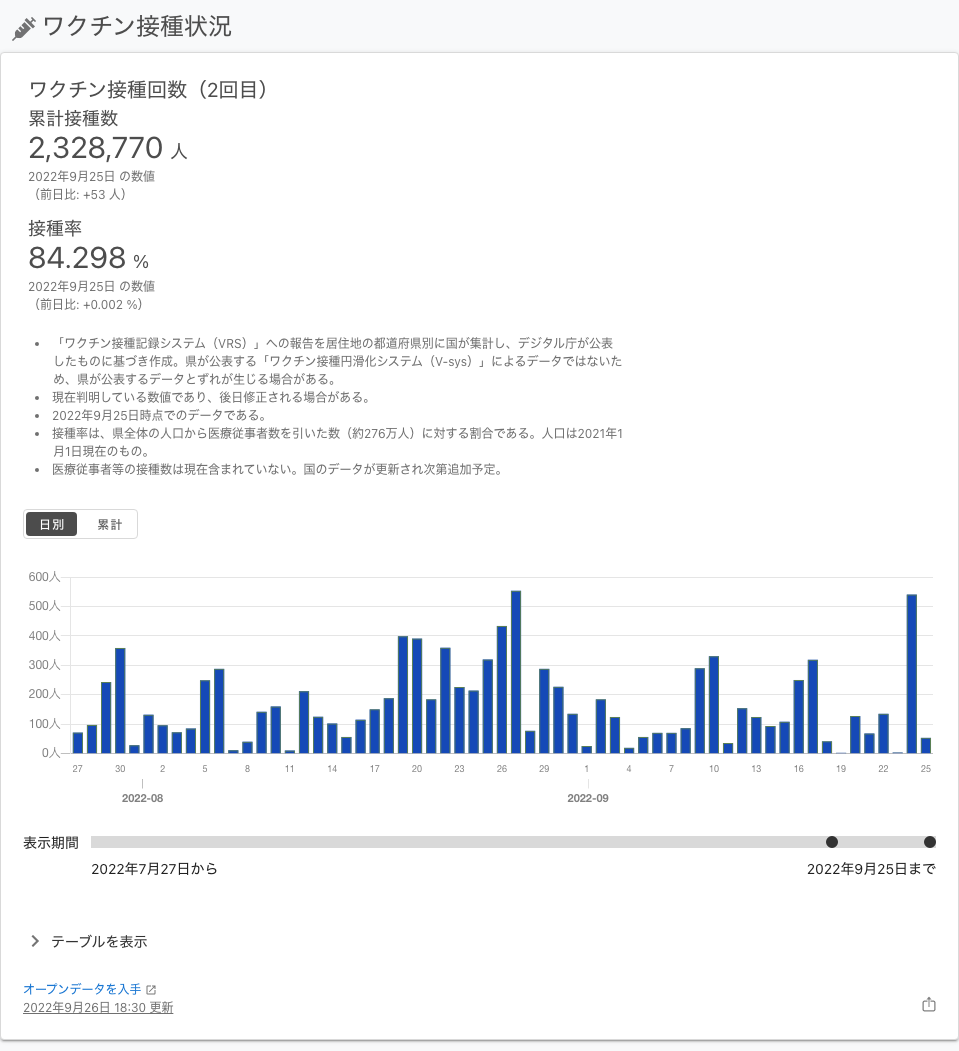 ワクチン接種状況
ワクチン接種回数（2回目）
累計接種数
2,328,770 人
2022年9月25日 の数値
（前日比: +53 人）
接種率
84.298 %
2022年9月25日 の数値
（前日比: +0.002 %）
• 「ワクチン接種記録システム（VRS）」への報告を居住地の都道府県別に国が集計し、デジタル庁が公表
したものに基づき作成。県が公表する「ワクチン接種円滑化システム（V-sys）」によるデータではないた
め、県が公表するデータとずれが生じる場合がある。
• 現在判明している数値であり、後日修正される場合がある。
• 2022年9月25日時点でのデータである。
• 接種率は、県全体の人口から医療従事者数を引いた数（約276万人）に対する割合である。人口は2021年1
月1日現在のもの。
• 医療従事者等の接種数は現在含まれていない。国のデータが更新され次第追加予定。
日別 累計
600人
500人
400人
300人
200人
100人
0人
27 30 2 5 8 11 14 17 20 23 26 29 1 4 7 10 13 16 19 22 25
2022-08 2022-09
表示期間
2022年7月27日から 2022年9月25日まで
テーブルを表示
オープンデータを入手
2022年9月26日 18:30 更新